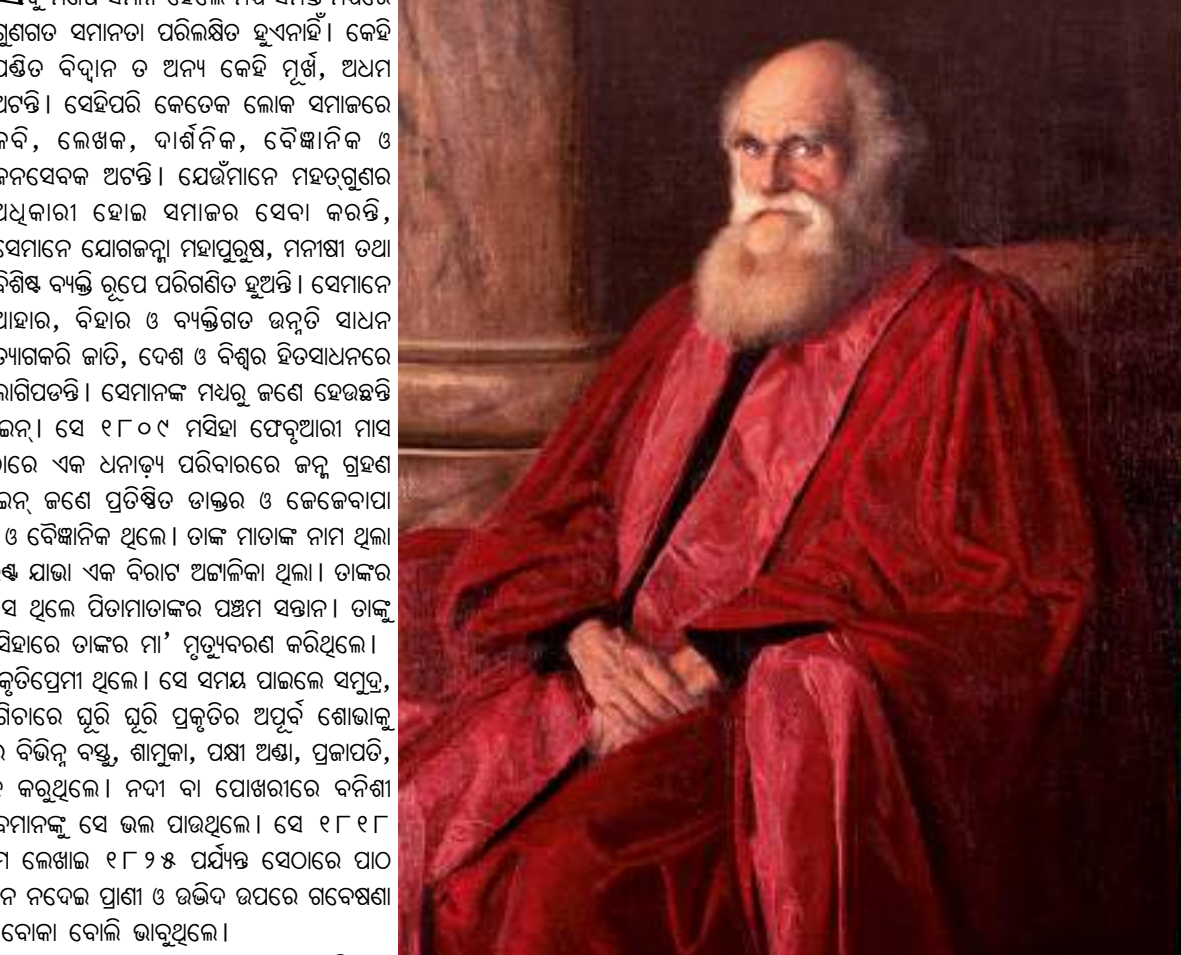 ଗୁଣଗତ ସମାନତା ପରିଲକ୍ଷିତ ହୁଏନାହିଁ। କେହି
ପଣ୍ଡିତ ବିଦ୍ୱାନ ତ ଅନ୍ୟ କେହି ମୂର୍ଖ, ଅଧମ
ଅଟନ୍ତି। ସେହିପରି କେତେକ ଲୋକ ସମାଜରେ
କବି, ଲେଖକ, ଦାର୍ଶନିକ, ବୈଜ୍ଞାନିକ ଓ
ଜନସେବକ ଅଟନ୍ତି। ଯେଉଁମାନେ ମହତ୍‌ଗୁଣର
ଅଧିକାରୀ ହୋଇ ସମାଜର ସେବା କରନ୍ତି,
ସେମାନେ ଯୋଗଜନ୍ମା ମହାପୁରୁଷ, ମନୀଷୀ ତଥା
ବିଶିଷ୍ଟ ବ୍ୟକ୍ତି ରୂପେ ପରିଗଣିତ ହୁଅନ୍ତି। ସେମାନେ
ଆହାର, ବିହାର ଓ ବ୍ୟକ୍ତିଗତ ଉନ୍ନତି ସାଧନ
ତ୍ୟାଗକରି ଜାତି, ଦେଶ ଓ ବିଶ୍ୱର ହିତସାଧନରେ
ଲାଗିପଡନ୍ତି। ସେମାନଙ୍କ ମଧ୍ୟରୁ ଜଣେ ହେଉଛନ୍ତି
ଇନ୍। ସେ ୧୮୦୯ ମସିହା ଫେବୃଆରୀ ମାସ
ଠାରେ ଏକ ଧନାଢ଼୍ୟ ପରିବାରରେ ଜନ୍ମ ଗ୍ରହଣ
ଇନ୍ ଜଣେ ପ୍ରତିଷ୍ଠିତ ଡାକ୍ତର ଓ ଜେଜେବାପା
ଓ ବୈଜ୍ଞାନିକ ଥିଲେ। ତାଙ୍କ ମାତାଙ୍କ ନାମ ଥିଲା
ଯାଭା ଏକ ବିରାଟ ଅଟ୍ଟାଳିକା ଥିଲା। ତାଙ୍କର
ସ ଥିଲେ ପିତାମାତାଙ୍କର ପଞ୍ଚମ ସନ୍ତାନ। ତାଙ୍କୁ
ସିହାରେ ତାଙ୍କର ମା’ ମୃତ୍ୟୁବରଣ କରିଥିଲେ।
କୃତିପ୍ରେମୀ ଥିଲେ। ସେ ସମୟ ପାଇଲେ ସମୁଦ୍ର,
ଗିଚାରେ ଘୂରି ଘୂରି ପ୍ରକୃତିର ଅପୂର୍ବ ଶୋଭାକୁ
ବିଭିନ୍ନ ବସ୍ତୁ, ଶାମୁକା, ପକ୍ଷୀ ଅଣ୍ଡା, ପ୍ରଜାପତି,
କରୁଥିଲେ। ନଦୀ ବା ପୋଖରୀରେ ବନିଶୀ
ବମାନଙ୍କୁ ସେ ଭଲ ପାଉଥିଲେ। ସେ ୧୮୧୮
ମ ଲେଖାଇ ୧୮୨୫ ପର୍ଯ୍ୟନ୍ତ ସେଠାରେ ପାଠ
ନ ନଦେଇ ପ୍ରାଣୀ ଓ ଉଦ୍ଭିଦ ଉପରେ ଗବେଷଣା
ବୋକା ବୋଲି ଭାବୁଥିଲେ।